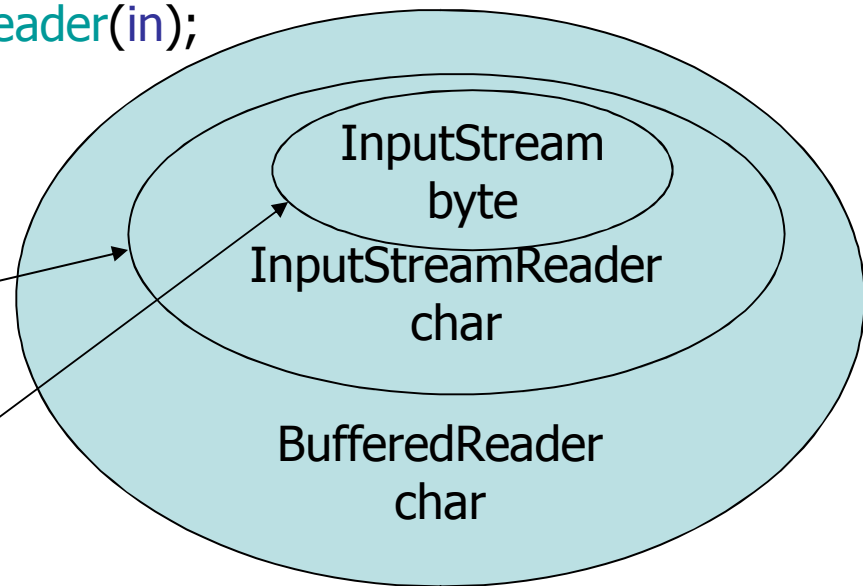 eader(in);
InputStream
byte
InputStreamReader
char
BufferedReader
char